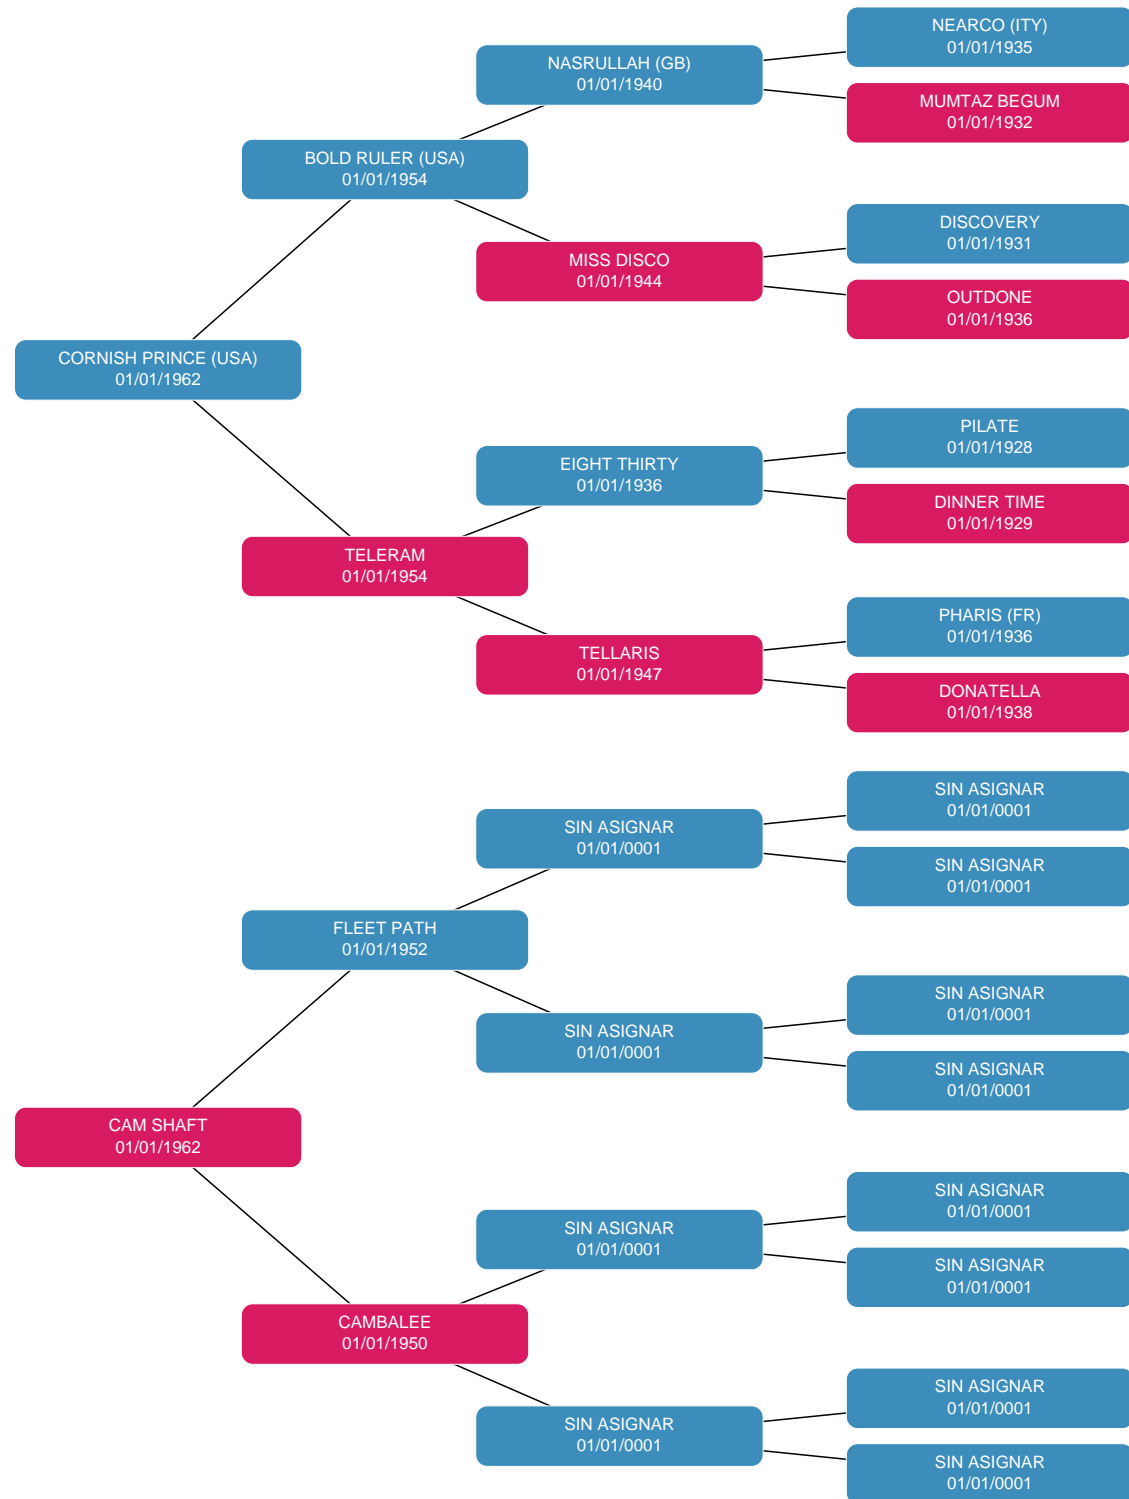 NEARCO (ITY)
01/01/1935
NASRULLAH (GB)
01/01/1940
MUMTAZ BEGUM
01/01/1932
BOLD RULER (USA)
01/01/1954
DISCOVERY
01/01/1931
MISS DISCO
01/01/1944
OUTDONE
01/01/1936
CORNISH PRINCE (USA)
01/01/1962
PILATE
01/01/1928
EIGHT THIRTY
01/01/1936
DINNER TIME
01/01/1929
TELERAM
01/01/1954
PHARIS (FR)
01/01/1936
TELLARIS
01/01/1947
DONATELLA
01/01/1938
SIN ASIGNAR
01/01/0001
SIN ASIGNAR
01/01/0001
SIN ASIGNAR
01/01/0001
FLEET PATH
01/01/1952
SIN ASIGNAR
01/01/0001
SIN ASIGNAR
01/01/0001
SIN ASIGNAR
01/01/0001
CAM SHAFT
01/01/1962
SIN ASIGNAR
01/01/0001
SIN ASIGNAR
01/01/0001
SIN ASIGNAR
01/01/0001
CAMBALEE
01/01/1950
SIN ASIGNAR
01/01/0001
SIN ASIGNAR
01/01/0001
SIN ASIGNAR
01/01/0001